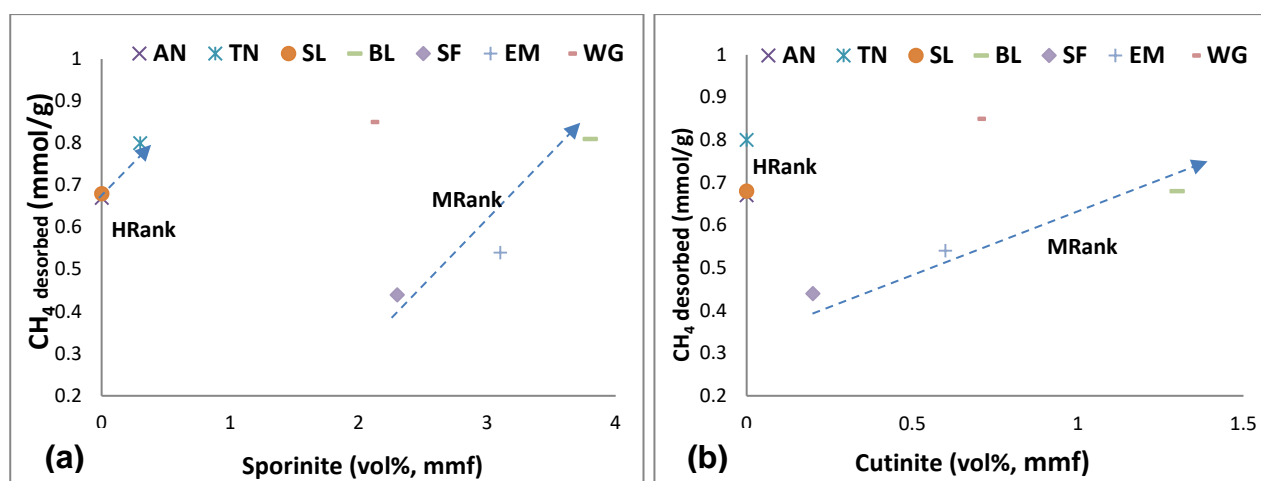 AN TN SL BL SF EM WG
1
0.9
0.8
0.7
0.6
0.5
0.4
0.3
0.2
CH₄ desorbed (mmol/g)
HRank
MRank
0 1 2 3 4
(a) Sporinite (vol%, mmf)
AN TN SL BL SF EM WG
1
0.9
0.8
0.7
0.6
0.5
0.4
0.3
0.2
CH₄ desorbed (mmol/g)
HRank
MRank
0 0.5 1 1.5
(b) Cutinite (vol%, mmf)